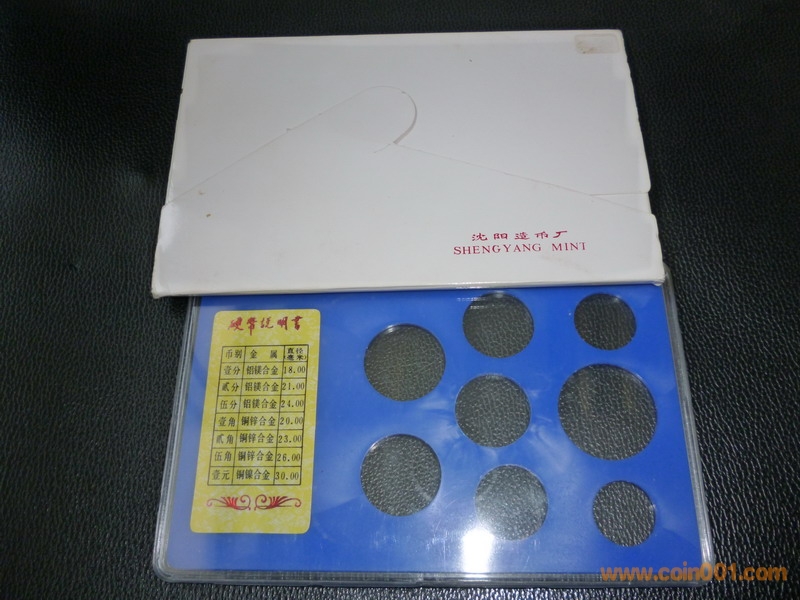 沈阳造币厂
SHENGYANG MINT
硬币说明书
币别 金属 直径(毫米)
壹分 铝镁合金 18.00
贰分 铝镁合金 21.00
伍分 铝镁合金 24.00
壹角 铜锌合金 20.00
贰角 铜锌合金 23.00
伍角 铜锌合金 26.00
壹元 铜镍合金 30.00
www.coin001.com